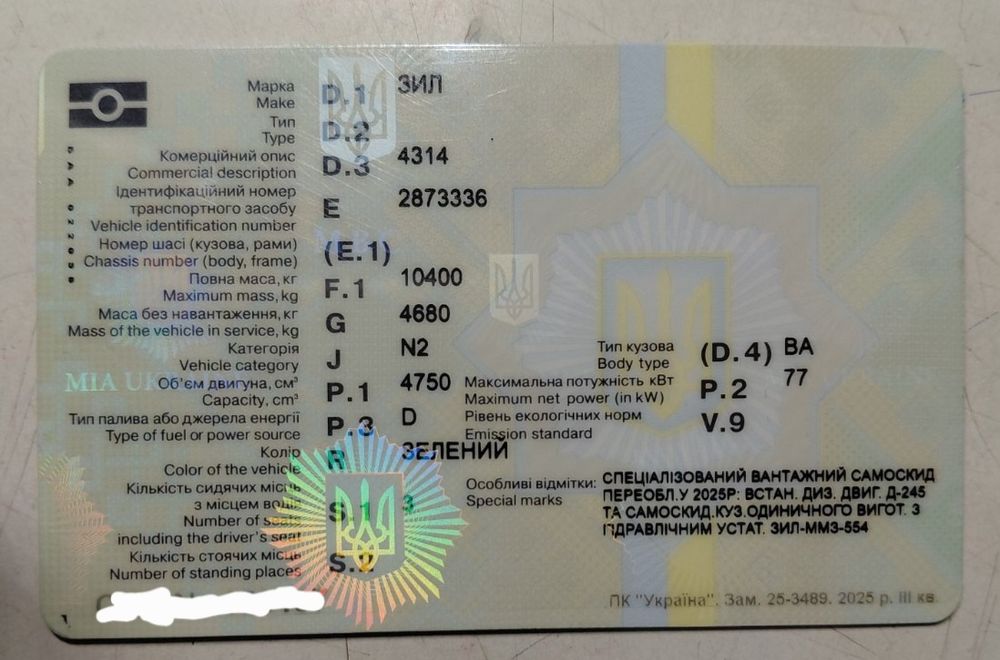 Марка
Make D.1 ЗИЛ
Тип
Type D.2
Комерційний опис
Commercial description D.3 4314
Ідентифікаційний номер
транспортного засобу
Vehicle identification number E 2873336
Номер шасі (кузова, рами)
Chassis number (body, frame) (E.1)
Повна маса, кг
Maximum mass, kg F.1 10400
Маса без навантаження, кг
Mass of the vehicle in service, kg G 4680
Категорія
Vehicle category J N2
Тип кузова
Body type (D.4) ВА
Об'єм двигуна, см³
Capacity, cm³ P.1 4750
Максимальна потужність кВт
Maximum net power (in kW) P.2 77
Тип палива або джерела енергії
Type of fuel or power source P.3 D
Рівень екологічних норм
Emission standard V.9
Колір
Color of the vehicle R ЗЕЛЕНИЙ
Кількість сидячих місць
з місцем водія
Number of seats
including the driver's seat S.1 3
Кількість стоячих місць
Number of standing places S.2
Особливі відмітки:
Special marks
СПЕЦІАЛІЗОВАНИЙ ВАНТАЖНИЙ САМОСКИД
ПЕРЕОБЛ.У 2025Р: ВСТАН. ДИЗ. ДВИГ. Д-245
ТА САМОСКИД.КУЗ.ОДИНИЧНОГО ВИГОТ. З
ГІДРАВЛІЧНИМ УСТАТ. ЗИЛ-ММЗ-554
MIA UK
ПК "Україна". Зам. 25-3489. 2025 р. III кв.